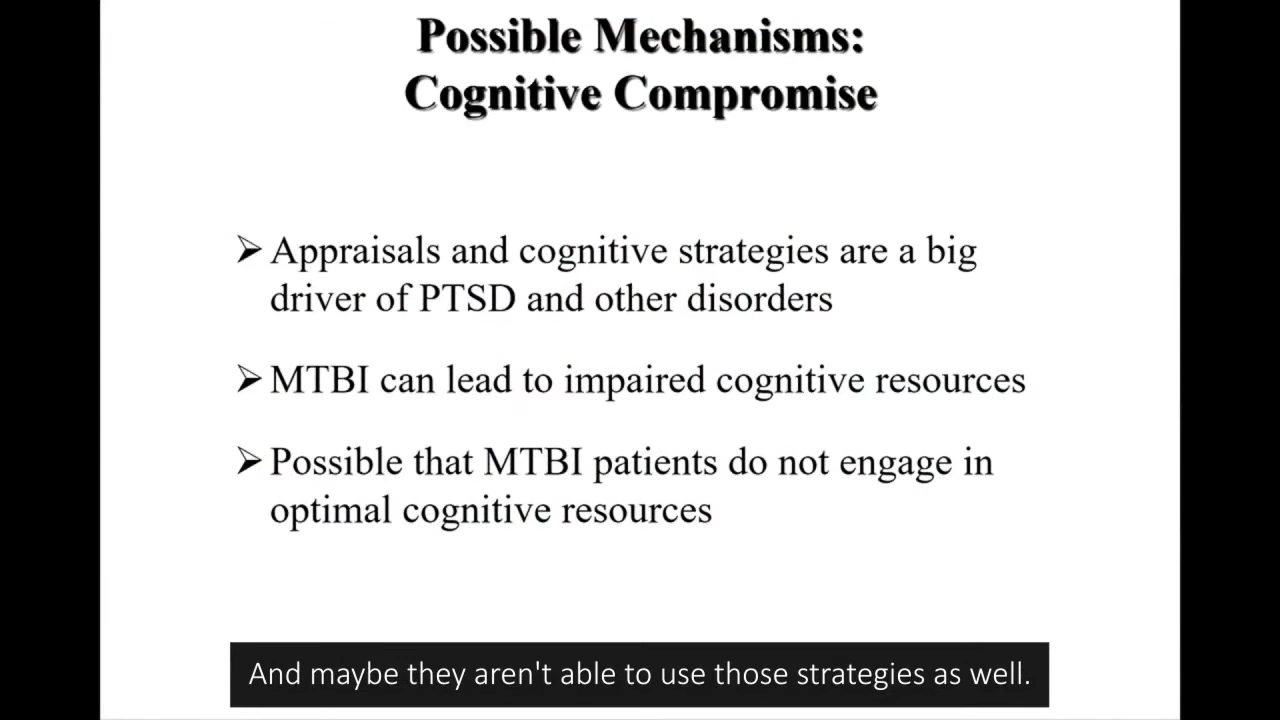 Possible Mechanisms:
Cognitive Compromise
➢ Appraisals and cognitive strategies are a big
driver of PTSD and other disorders
➢ MTBI can lead to impaired cognitive resources
➢ Possible that MTBI patients do not engage in
optimal cognitive resources
And maybe they aren't able to use those strategies as well.